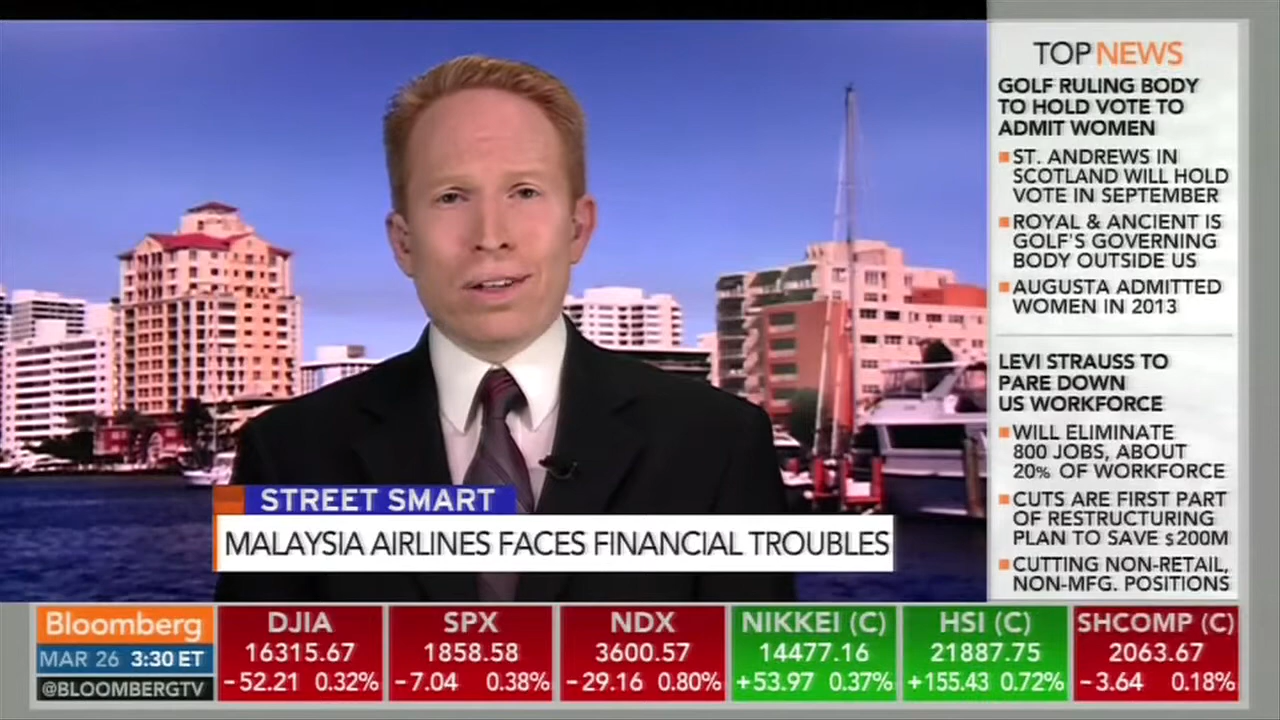 TOP NEWS
GOLF RULING BODY
TO HOLD VOTE TO
ADMIT WOMEN
ST. ANDREWS IN
SCOTLAND WILL HOLD
VOTE IN SEPTEMBER
ROYAL & ANCIENT IS
GOLF'S GOVERNING
BODY OUTSIDE US
AUGUSTA ADMITTED
WOMEN IN 2013
LEVI STRAUSS TO
PARE DOWN
US WORKFORCE
WILL ELIMINATE
800 JOBS, ABOUT
20% OF WORKFORCE
CUTS ARE FIRST PART
OF RESTRUCTURING
PLAN TO SAVE $200M
CUTTING NON-RETAIL,
NON-MFG. POSITIONS
STREET SMART
MALAYSIA AIRLINES FACES FINANCIAL TROUBLES
Bloomberg
MAR 26 3:30 ET
@BLOOMBERGTV
DJIA
16315.67
-52.21 0.32%
SPX
1858.58
-7.04 0.38%
NDX
3600.57
-29.16 0.80%
NIKKEI (C)
14477.16
+53.97 0.37%
HSI (C)
21887.75
+155.43 0.72%
SHCOMP (C)
2063.67
-3.64 0.18%